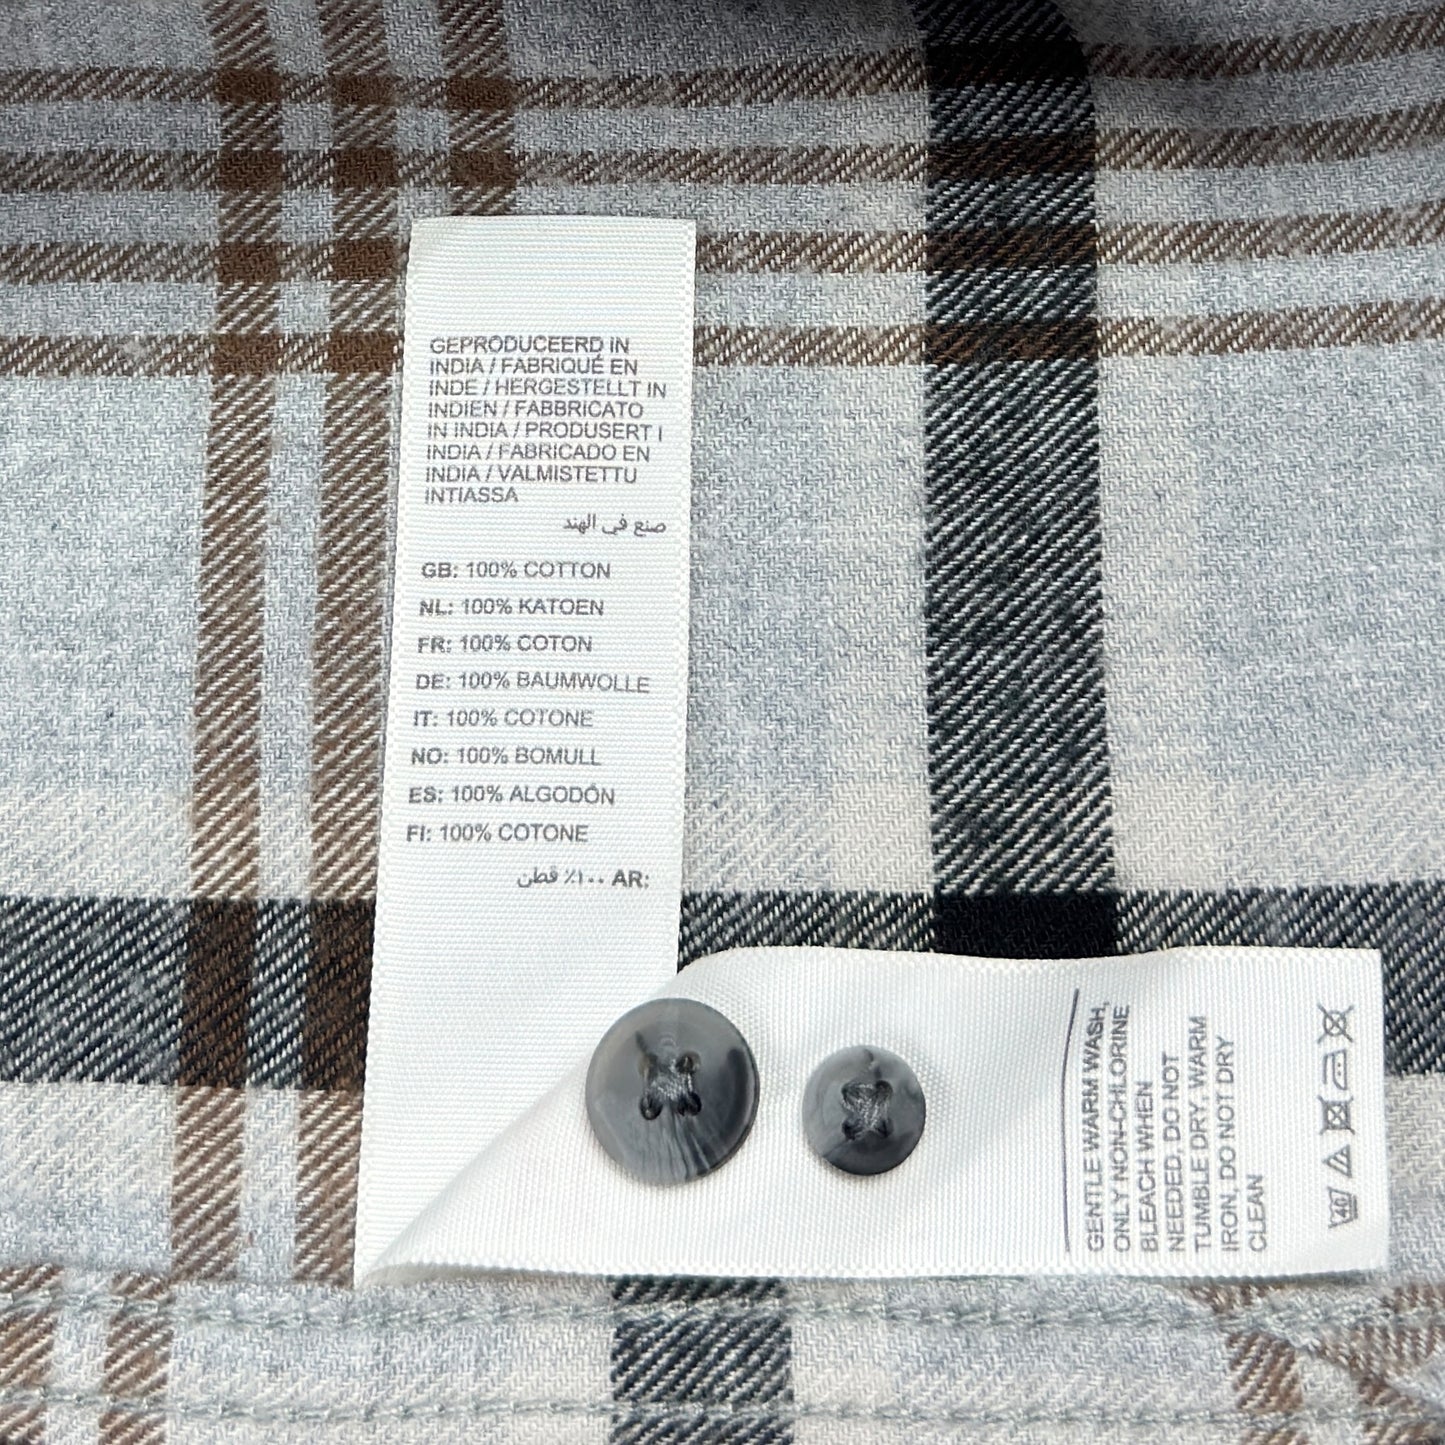 GEPRODUCEERD IN
INDIA / FABRIQUÉ EN
INDE / HERGESTELLT IN
INDIEN / FABBRICATO
IN INDIA / PRODUSERT I
INDIA / FABRICADO EN
INDIA / VALMISTETTU
INTIASSA
صنع في الهند
GB: 100% COTTON
NL: 100% KATOEN
FR: 100% COTON
DE: 100% BAUMWOLLE
IT: 100% COTONE
NO: 100% BOMULL
ES: 100% ALGODÓN
FI: 100% COTONE
AR: ١٠٠٪ قطن
GENTLE WARM WASH,
ONLY NON-CHLORINE
BLEACH WHEN
NEEDED, DO NOT
TUMBLE DRY, WARM
IRON, DO NOT DRY
CLEAN
40